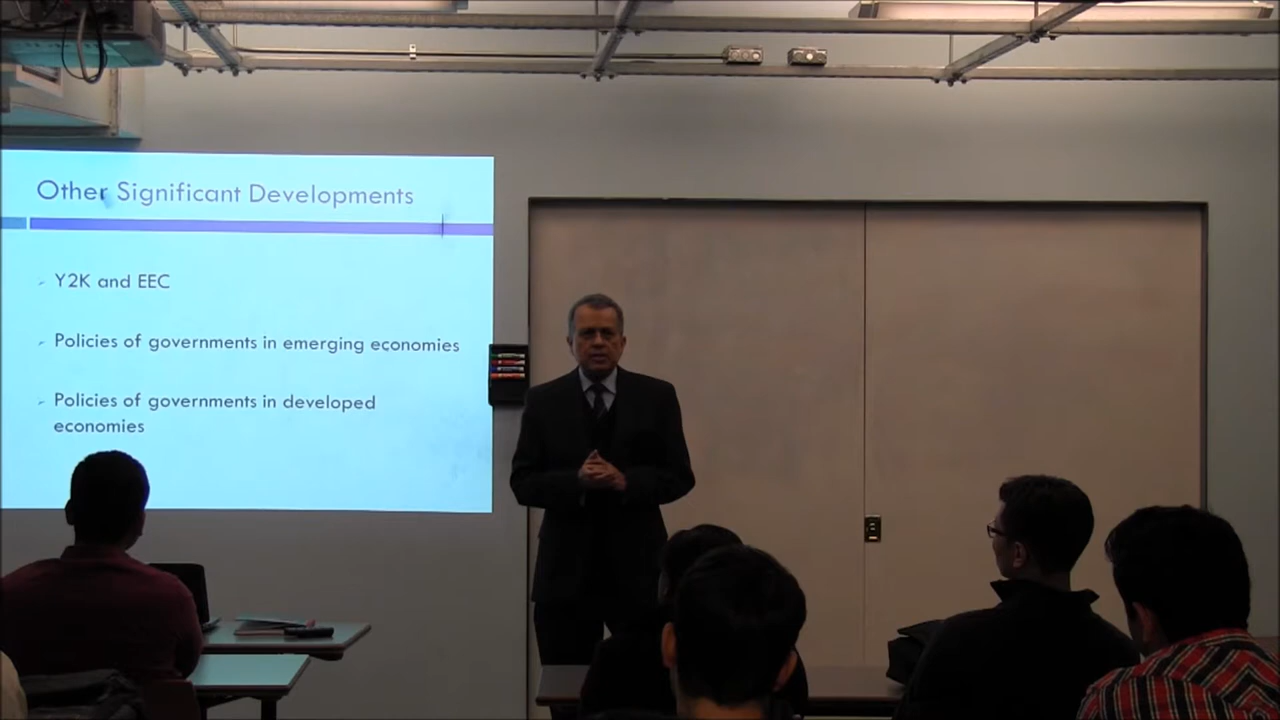 Other Significant Developments
Y2K and EEC
Policies of governments in emerging economies
Policies of governments in developed
economies